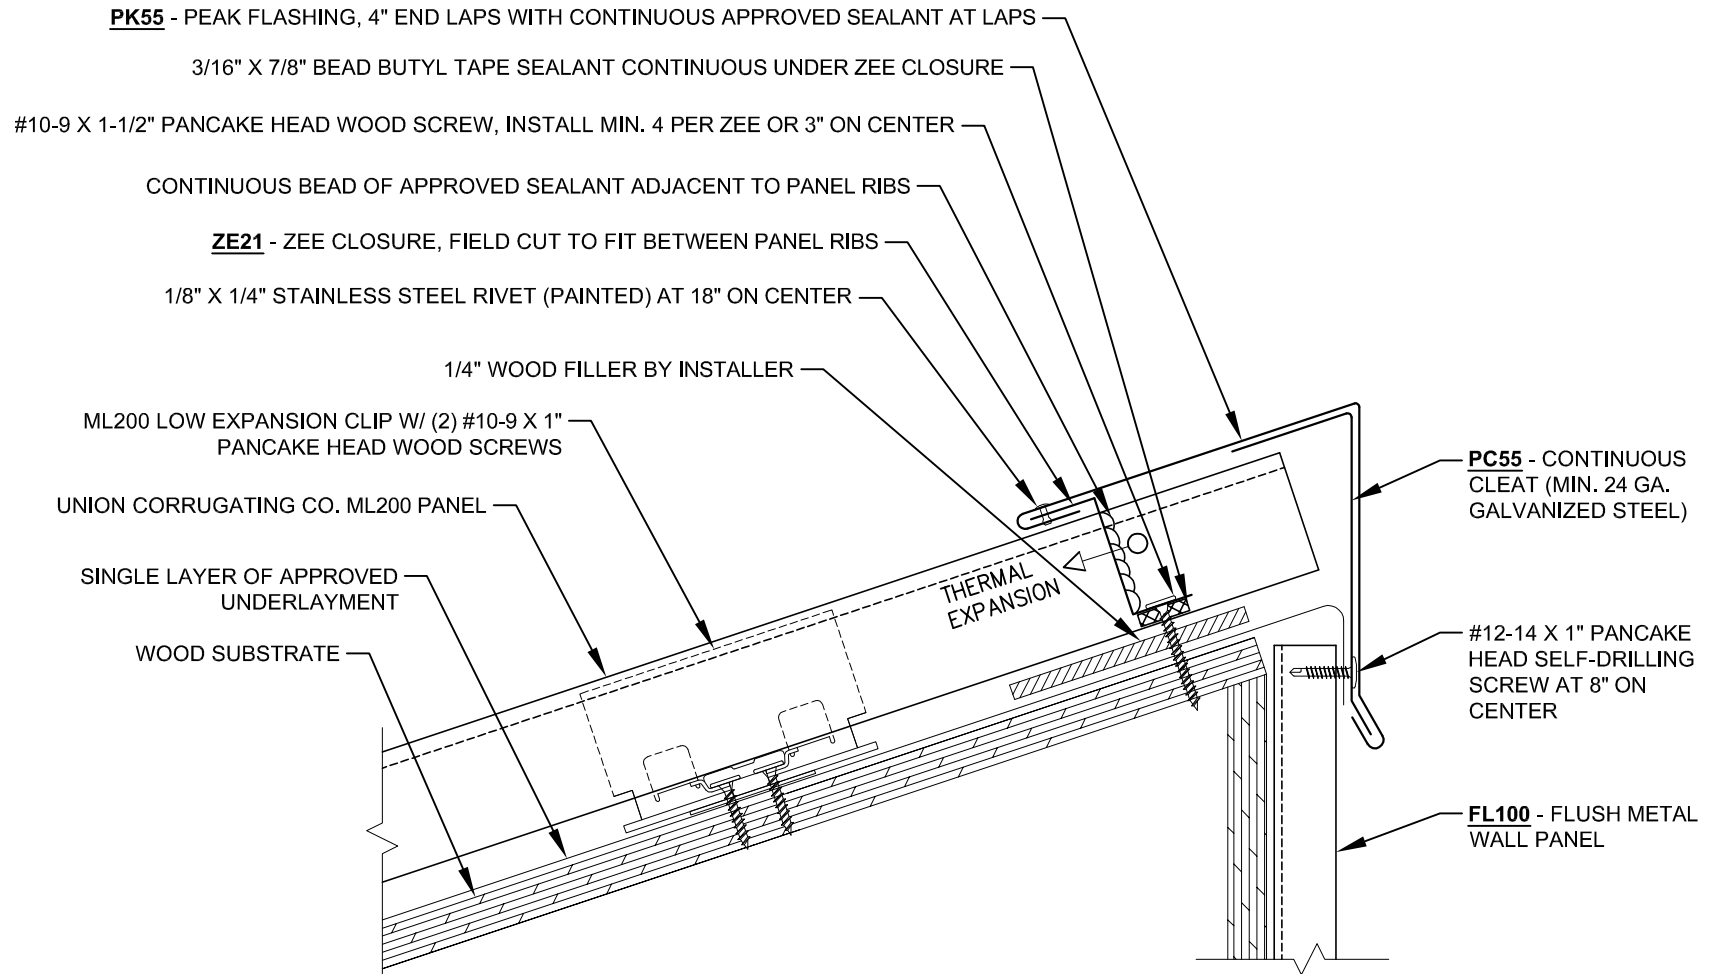 PK55 - PEAK FLASHING, 4" END LAPS WITH CONTINUOUS APPROVED SEALANT AT LAPS
3/16" X 7/8" BEAD BUTYL TAPE SEALANT CONTINUOUS UNDER ZEE CLOSURE
#10-9 X 1-1/2" PANCAKE HEAD WOOD SCREW, INSTALL MIN. 4 PER ZEE OR 3" ON CENTER
CONTINUOUS BEAD OF APPROVED SEALANT ADJACENT TO PANEL RIBS
ZE21 - ZEE CLOSURE, FIELD CUT TO FIT BETWEEN PANEL RIBS
1/8" X 1/4" STAINLESS STEEL RIVET (PAINTED) AT 18" ON CENTER
1/4" WOOD FILLER BY INSTALLER
ML200 LOW EXPANSION CLIP W/ (2) #10-9 X 1"
PANCAKE HEAD WOOD SCREWS
UNION CORRUGATING CO. ML200 PANEL
SINGLE LAYER OF APPROVED
UNDERLAYMENT
WOOD SUBSTRATE
THERMAL
EXPANSION
PC55 - CONTINUOUS
CLEAT (MIN. 24 GA.
GALVANIZED STEEL)
#12-14 X 1" PANCAKE
HEAD SELF-DRILLING
SCREW AT 8" ON
CENTER
FL100 - FLUSH METAL
WALL PANEL